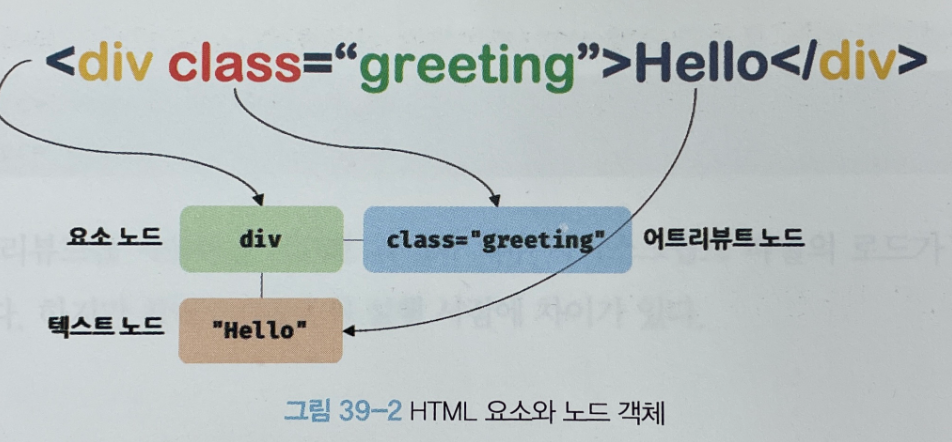 <div class=“greeting”>Hello</div>
요소 노드 div class="greeting" 어트리뷰트 노드
텍스트 노드 "Hello"
그림 39-2 HTML 요소와 노드 객체